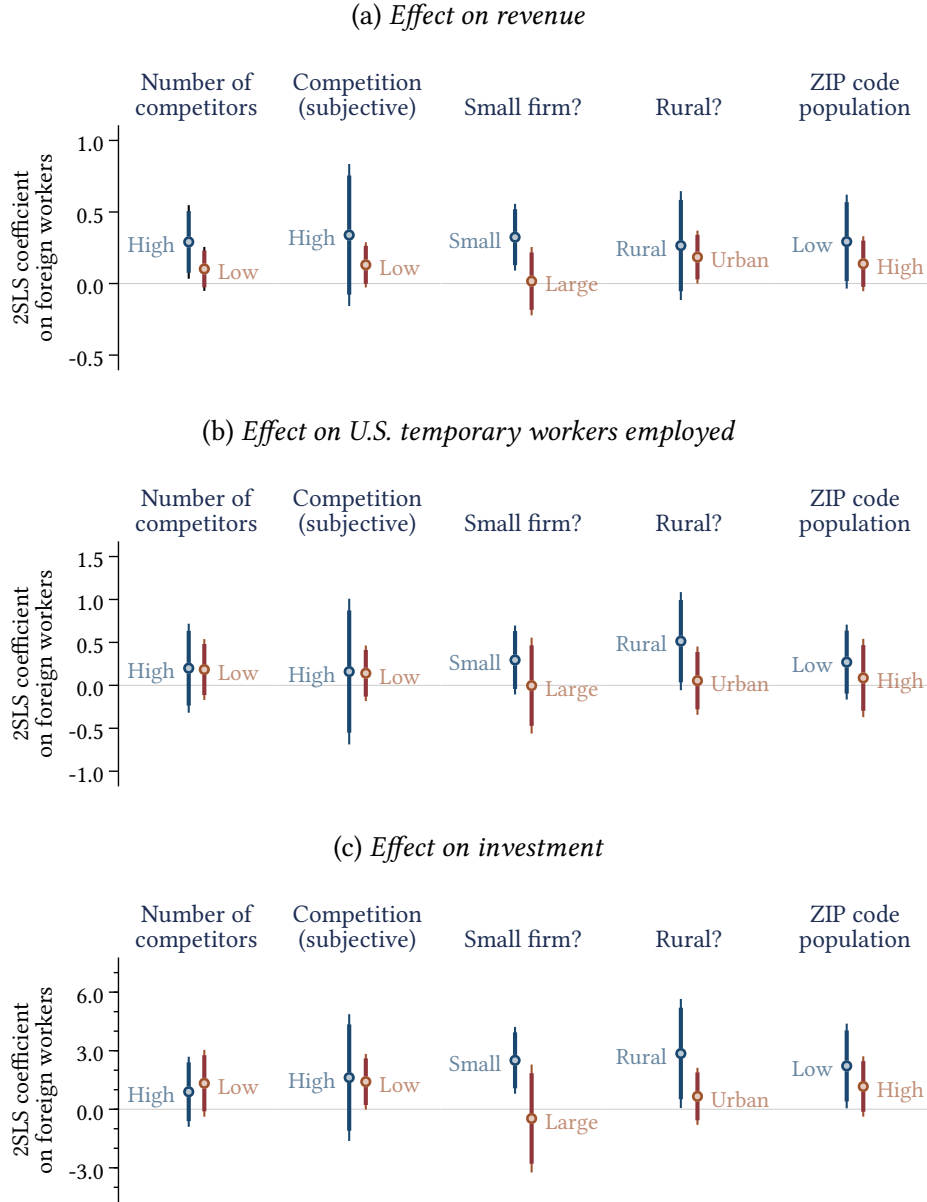 (a) Effect on revenue
Number of
competitors
Competition
(subjective)
Small firm?
Rural?
ZIP code
population
2SLS coefficient
on foreign workers
1.0
0.5
0.0
-0.5
High
Low
High
Low
Small
Large
Rural
Urban
Low
High
(b) Effect on U.S. temporary workers employed
Number of
competitors
Competition
(subjective)
Small firm?
Rural?
ZIP code
population
2SLS coefficient
on foreign workers
1.5
1.0
0.5
0.0
-0.5
-1.0
High
Low
High
Low
Small
Large
Rural
Urban
Low
High
(c) Effect on investment
Number of
competitors
Competition
(subjective)
Small firm?
Rural?
ZIP code
population
2SLS coefficient
on foreign workers
6.0
3.0
0.0
-3.0
High
Low
High
Low
Small
Large
Rural
Urban
Low
High